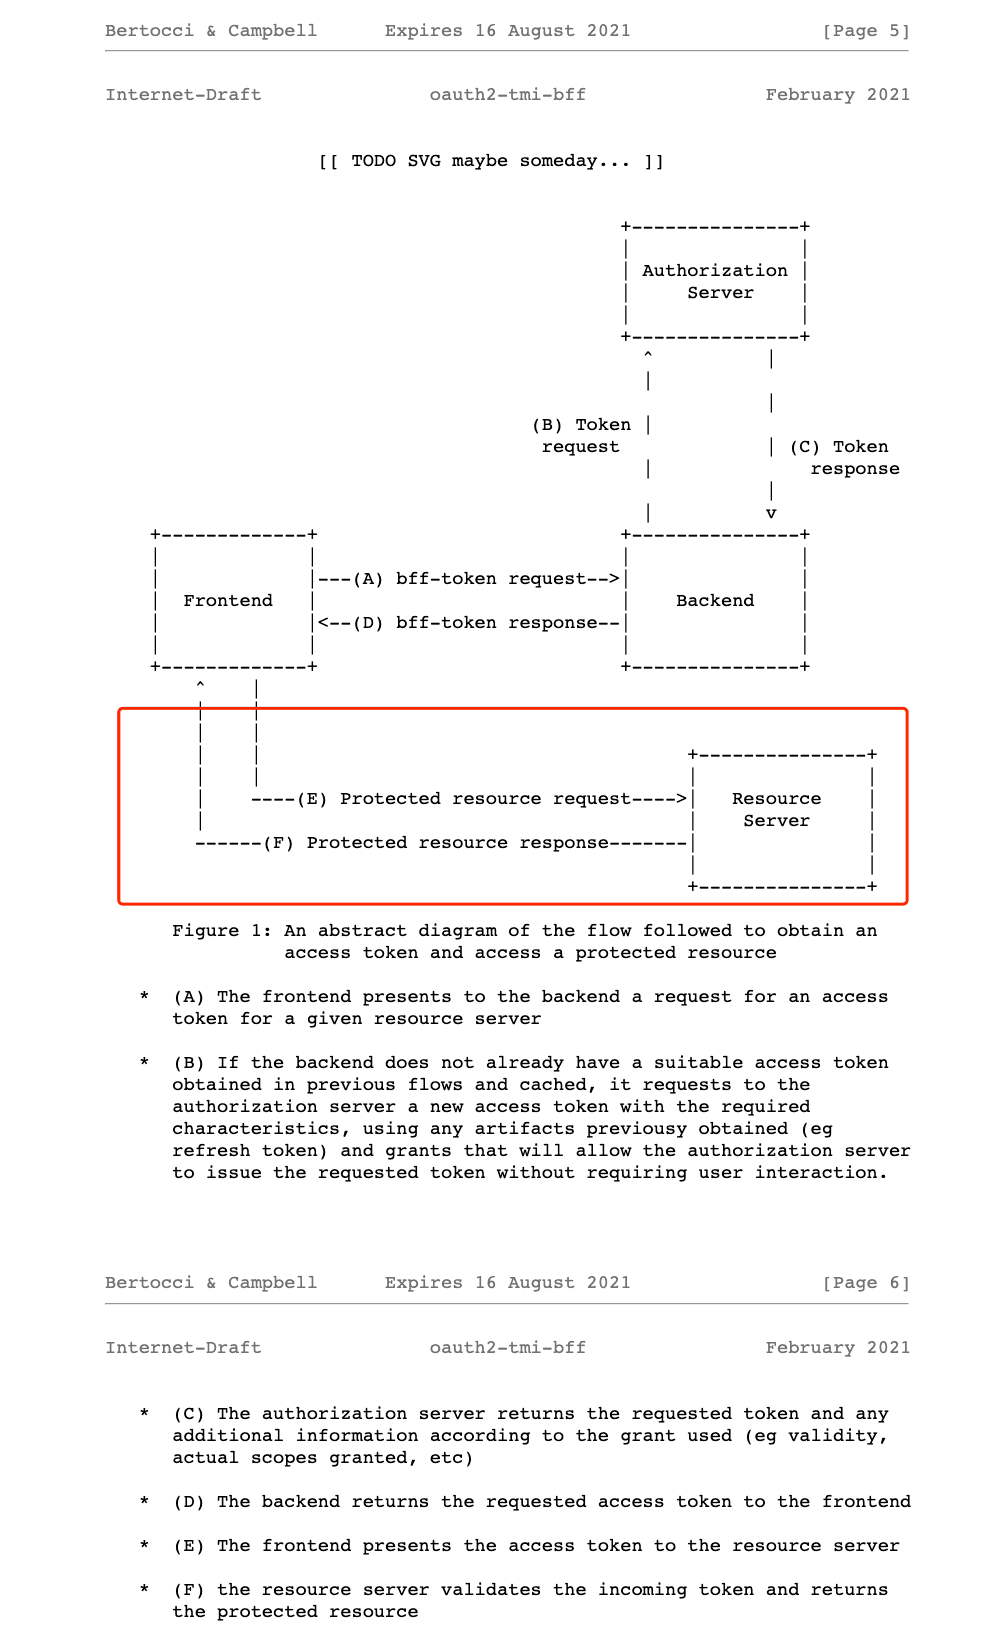 Bertocci & Campbell Expires 16 August 2021 [Page 5]
Internet-Draft oauth2-tmi-bff February 2021
[[ TODO SVG maybe someday... ]]
+---------------+
|               |
| Authorization |
|    Server     |
|               |
+---------------+
^ |
|
|
(B) Token |
request | (C) Token
| response
|
| v
+-------------+ +---------------+
| | | |
| |---(A) bff-token request-->| |
| Frontend | | Backend |
| |<--(D) bff-token response--| |
| | | |
+-------------+ +---------------+
^ |
| |
| |
| | +---------------+
| | | |
| ----(E) Protected resource request---->| Resource |
| | Server |
------(F) Protected resource response-------| |
| |
+---------------+
Figure 1: An abstract diagram of the flow followed to obtain an
access token and access a protected resource
* (A) The frontend presents to the backend a request for an access
token for a given resource server
* (B) If the backend does not already have a suitable access token
obtained in previous flows and cached, it requests to the
authorization server a new access token with the required
characteristics, using any artifacts previousy obtained (eg
refresh token) and grants that will allow the authorization server
to issue the requested token without requiring user interaction.
Bertocci & Campbell Expires 16 August 2021 [Page 6]
Internet-Draft oauth2-tmi-bff February 2021
* (C) The authorization server returns the requested token and any
additional information according to the grant used (eg validity,
actual scopes granted, etc)
* (D) The backend returns the requested access token to the frontend
* (E) The frontend presents the access token to the resource server
* (F) the resource server validates the incoming token and returns
the protected resource